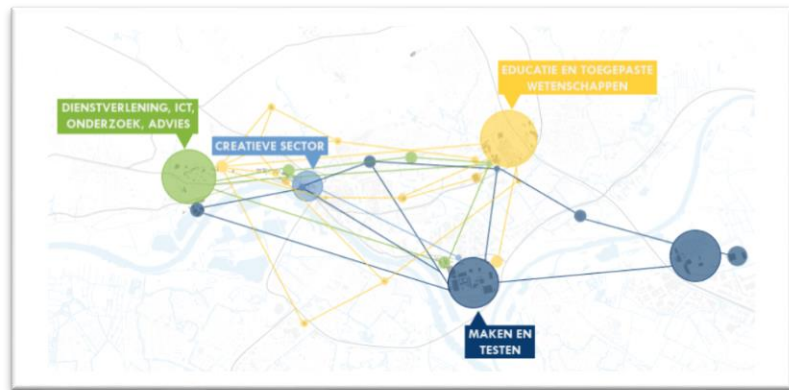 EDUCATIE EN TOEGEPASTE
WETENSCHAPPEN
DIENSTVERLENING, ICT,
ONDERZOEK, ADVIES
CREATIEVE SECTOR
MAKEN EN
TESTEN